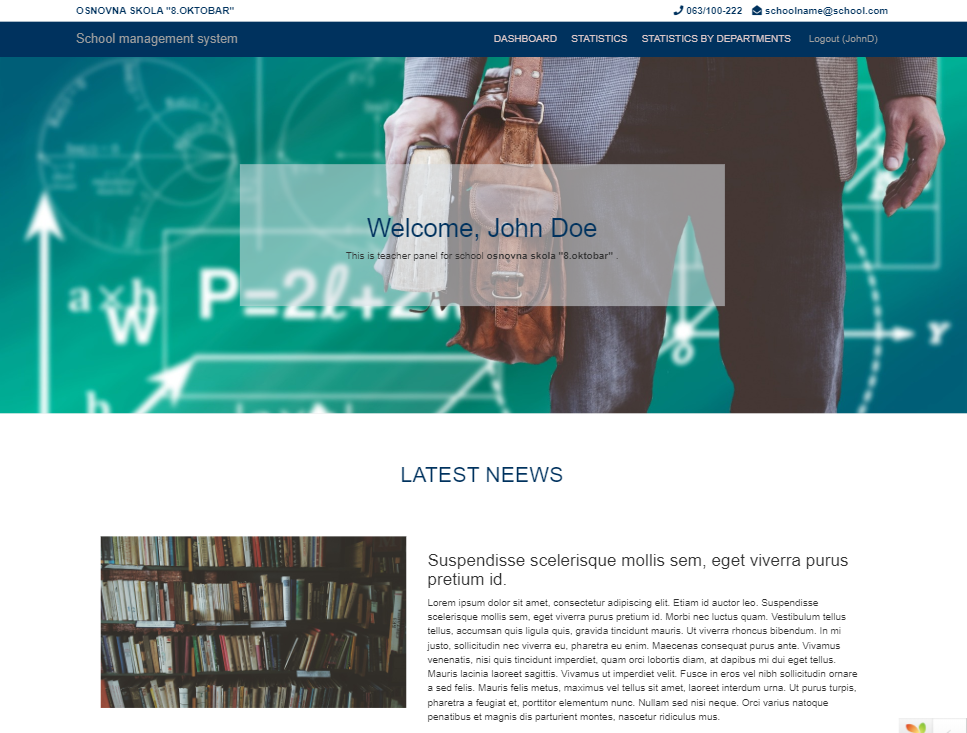 OSNOVNA SKOLA "8.OKTOBAR" 063/100-222 schoolname@school.com
School management system DASHBOARD STATISTICS STATISTICS BY DEPARTMENTS Logout (JohnD)
a×h
W
P=2ℓ+2w
Y
O
h
Welcome, John Doe
This is teacher panel for school osnovna skola "8.oktobar" .
LATEST NEEWS
Suspendisse scelerisque mollis sem, eget viverra purus
pretium id.
Lorem ipsum dolor sit amet, consectetur adipiscing elit. Etiam id auctor leo. Suspendisse
scelerisque mollis sem, eget viverra purus pretium id. Morbi nec luctus quam. Vestibulum tellus
tellus, accumsan quis ligula quis, gravida tincidunt mauris. Ut viverra rhoncus bibendum. In mi
justo, sollicitudin nec viverra eu, pharetra eu enim. Maecenas consequat purus ante. Vivamus
venenatis, nisi quis tincidunt imperdiet, quam orci lobortis diam, at dapibus mi dui eget tellus.
Mauris lacinia laoreet sagittis. Vivamus ut imperdiet velit. Fusce in eros vel nibh sollicitudin ornare
a sed felis. Mauris felis metus, maximus vel tellus sit amet, laoreet interdum urna. Ut purus turpis,
pharetra a feugiat et, porttitor elementum nunc. Nullam sed nisi neque. Orci varius natoque
penatibus et magnis dis parturient montes, nascetur ridiculus mus.